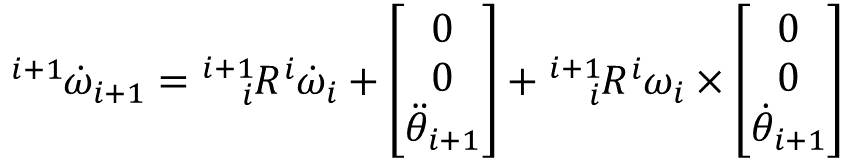 $$^{i+1}\dot{\omega}_{i+1} = {}^{i+1}_{i}R\,{}^{i}\dot{\omega}_{i} + \begin{bmatrix} 0 \\ 0 \\ \ddot{\theta}_{i+1} \end{bmatrix} + {}^{i+1}_{i}R\,{}^{i}\omega_{i} \times \begin{bmatrix} 0 \\ 0 \\ \dot{\theta}_{i+1} \end{bmatrix}$$